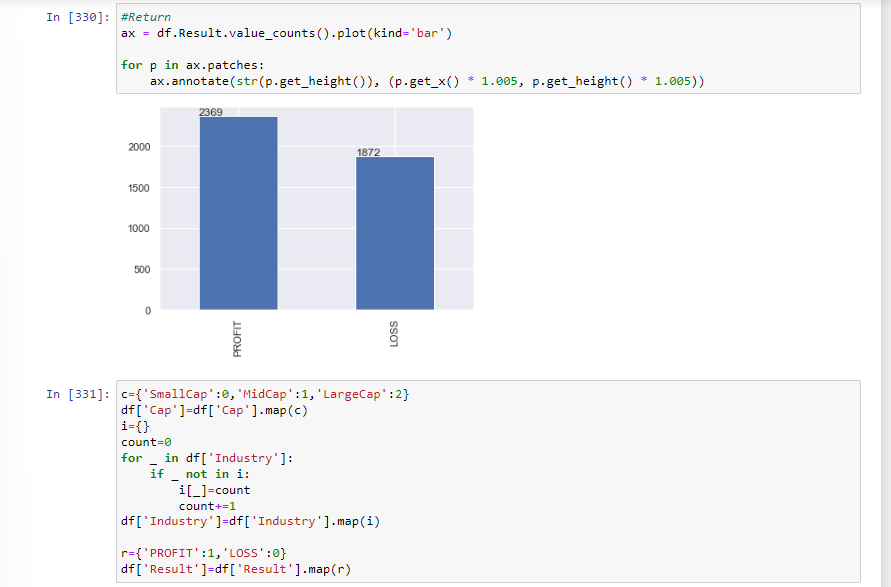 In [330]: #Return
ax = df.Result.value_counts().plot(kind='bar')
for p in ax.patches:
    ax.annotate(str(p.get_height()), (p.get_x() * 1.005, p.get_height() * 1.005))
2369
1872
2000
1500
1000
500
0
PROFIT
LOSS
In [331]: c={'SmallCap':0,'MidCap':1,'LargeCap':2}
df['Cap']=df['Cap'].map(c)
i={}
count=0
for _ in df['Industry']:
    if _ not in i:
        i[_]=count
        count+=1
df['Industry']=df['Industry'].map(i)
r={'PROFIT':1,'LOSS':0}
df['Result']=df['Result'].map(r)